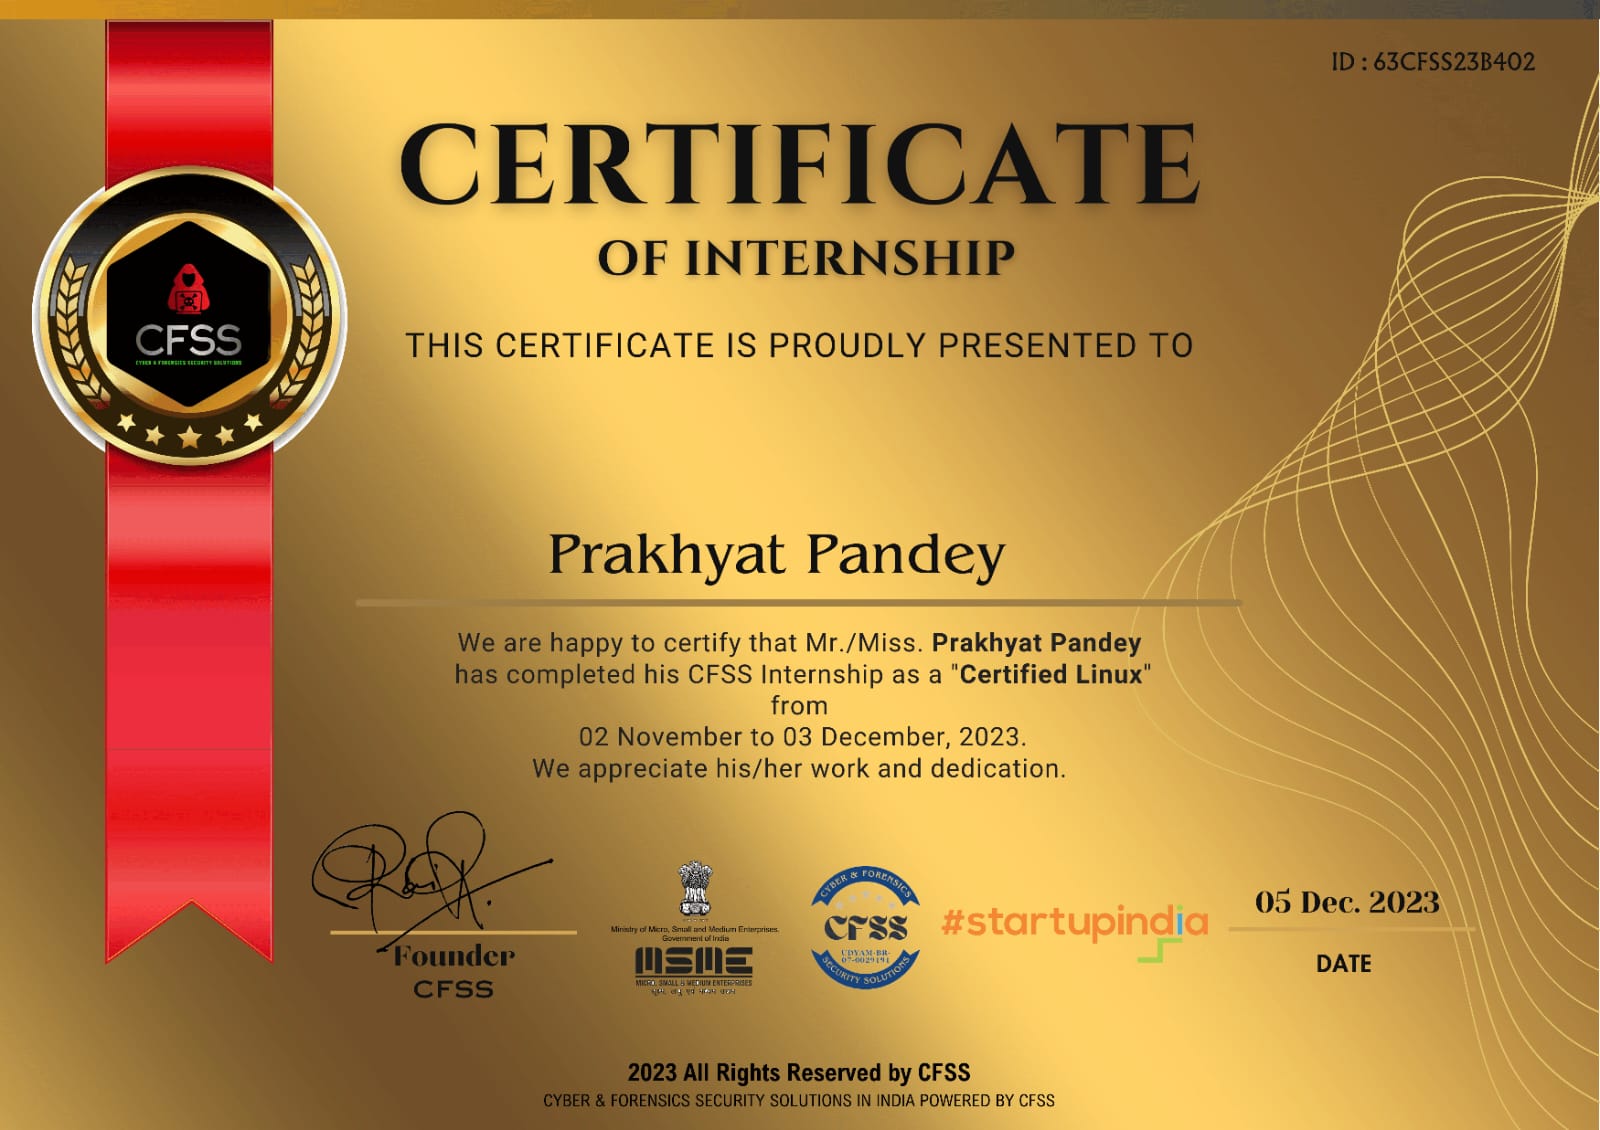 ID : 63CFSS23B402
CERTIFICATE
OF INTERNSHIP
THIS CERTIFICATE IS PROUDLY PRESENTED TO
CFSS
CYBER & FORENSICS SECURITY SOLUTIONS
Prakhyat Pandey
We are happy to certify that Mr./Miss. Prakhyat Pandey
has completed his CFSS Internship as a "Certified Linux"
from
02 November to 03 December, 2023.
We appreciate his/her work and dedication.
Founder
CFSS
Ministry of Micro, Small and Medium Enterprises,
Government of India
MSME
MICRO, SMALL & MEDIUM ENTERPRISES
सूक्ष्म, लघु एवं मध्यम उद्यम
CYBER & FORENSICS
CFSS
UDYAM-BR-
07-0029191
SECURITY SOLUTIONS
#startupindia
05 Dec. 2023
DATE
2023 All Rights Reserved by CFSS
CYBER & FORENSICS SECURITY SOLUTIONS IN INDIA POWERED BY CFSS